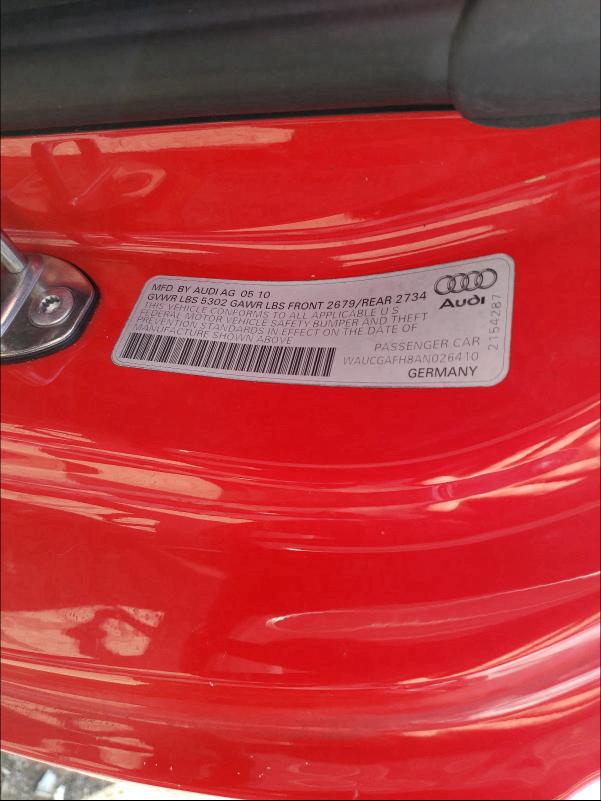 MFD BY AUDI AG 05 10
GVWR LBS 5302 GAWR LBS FRONT 2679/REAR 2734
THIS VEHICLE CONFORMS TO ALL APPLICABLE U S
FEDERAL MOTOR VEHICLE SAFETY BUMPER AND THEFT
PREVENTION STANDARDS IN EFFECT ON THE DATE OF
MANUFACTURE SHOWN ABOVE
Audi
2154287
PASSENGER CAR
WAUCGAFH8AN026410
GERMANY